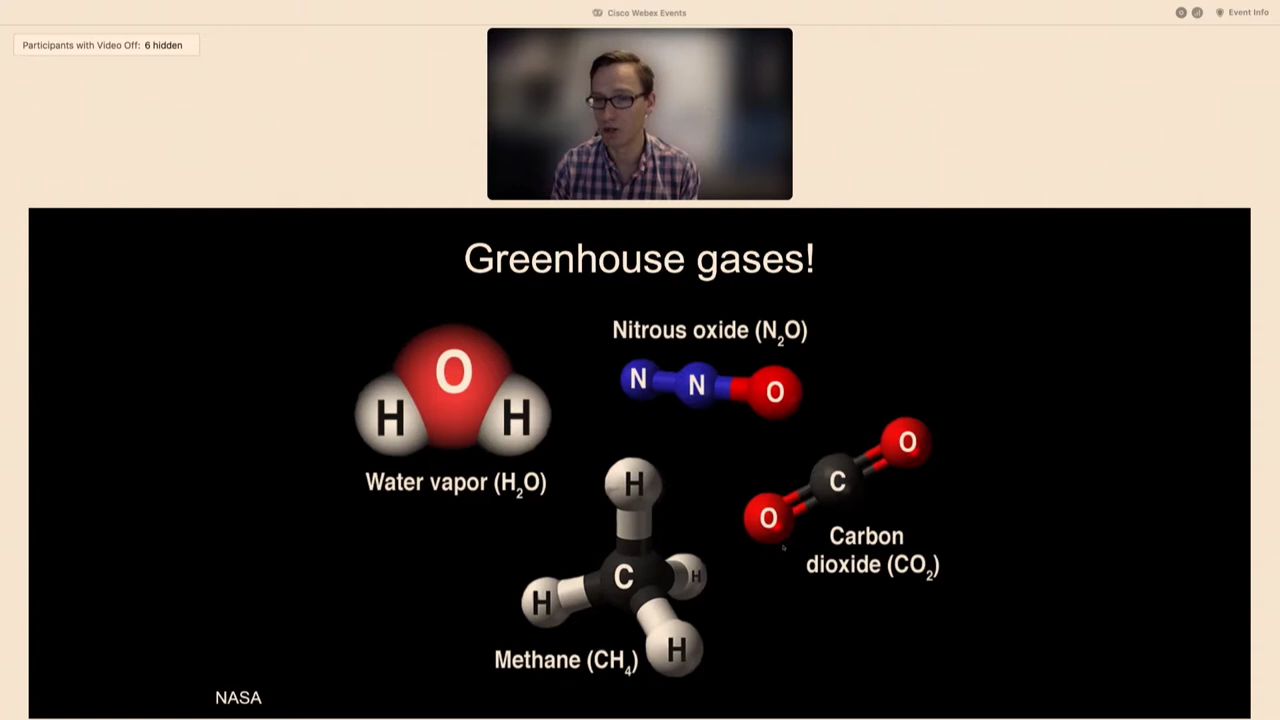 Cisco Webex Events
Event Info
Participants with Video Off: 6 hidden
Greenhouse gases!
Nitrous oxide (N₂O)
N N O
O
H H
Water vapor (H₂O)
O
C
O
Carbon
dioxide (CO₂)
H
C
H
H
H
Methane (CH₄)
NASA